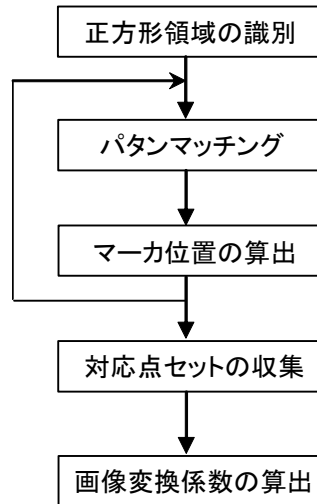 正方形領域の識別
パタンマッチング
マーカ位置の算出
対応点セットの収集
画像変換係数の算出